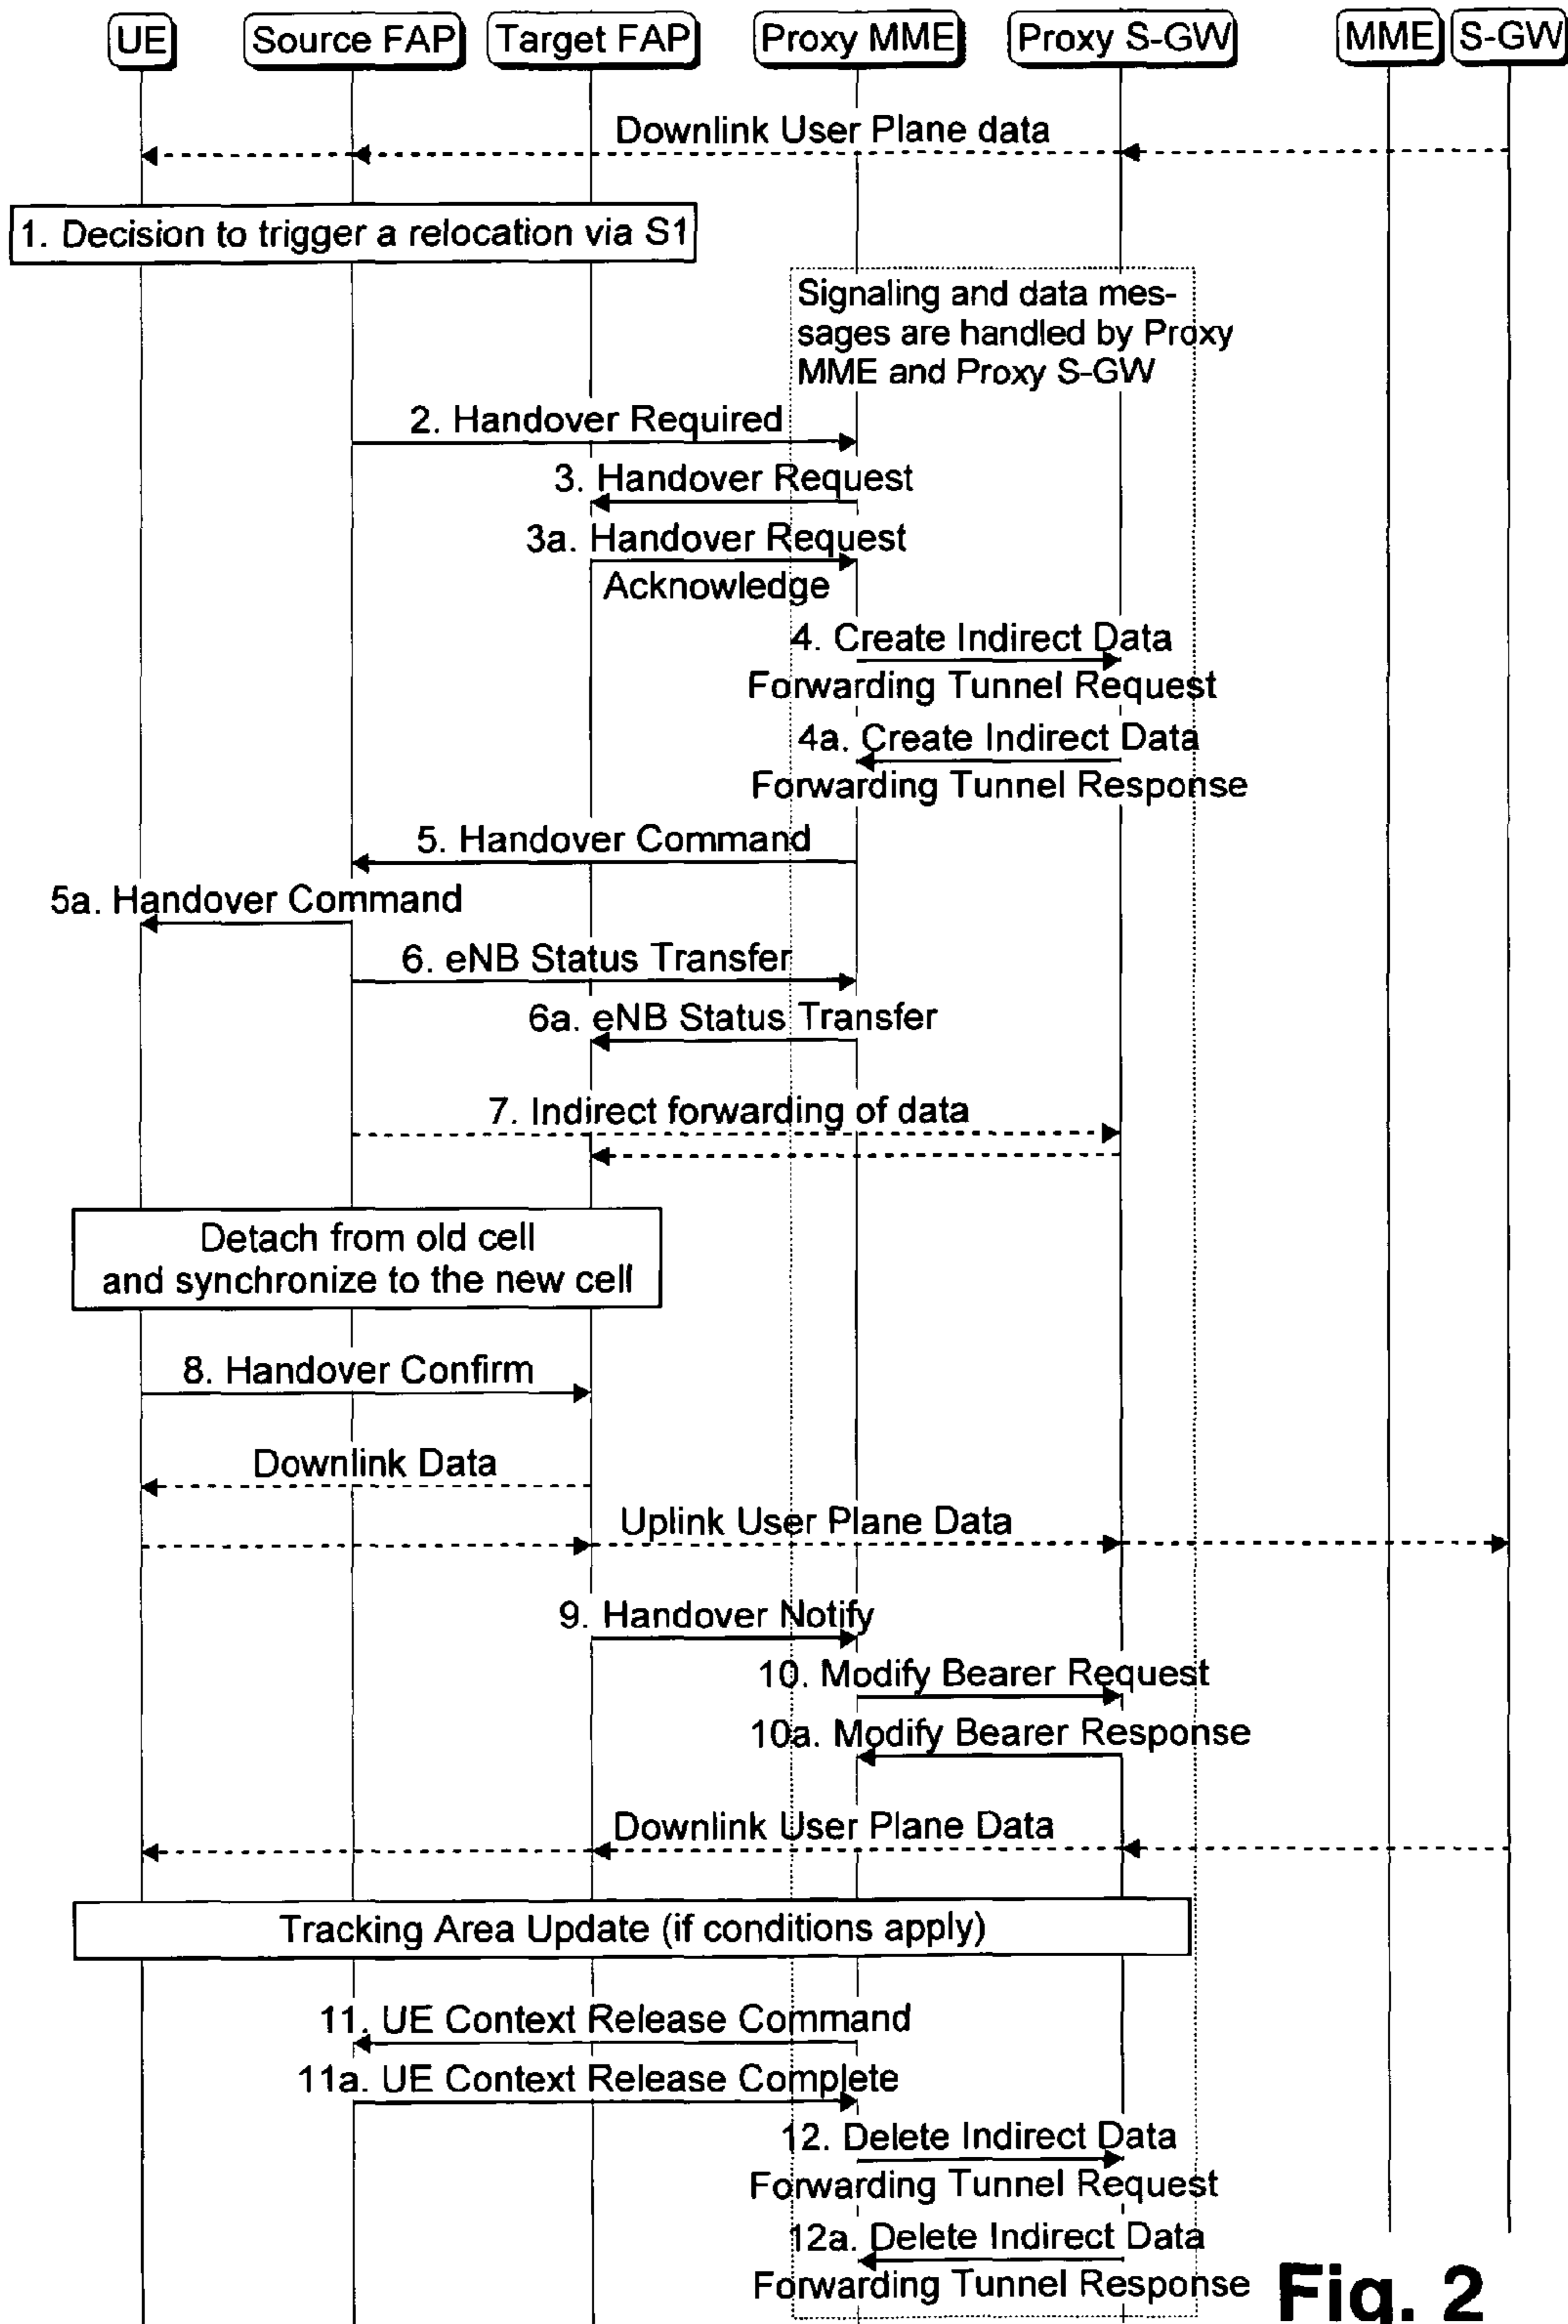 UE
Source FAP
Target FAP
Proxy MME
Proxy S-GW
MME
S-GW
Downlink User Plane data
1. Decision to trigger a relocation via S1
Signaling and data mes-
sages are handled by Proxy
MME and Proxy S-GW
2. Handover Required
3. Handover Request
3a. Handover Request
Acknowledge
4. Create Indirect Data
Forwarding Tunnel Request
4a. Create Indirect Data
Forwarding Tunnel Response
5. Handover Command
5a. Handover Command
6. eNB Status Transfer
6a. eNB Status Transfer
7. Indirect forwarding of data
Detach from old cell
and synchronize to the new cell
8. Handover Confirm
Downlink Data
Uplink User Plane Data
9. Handover Notify
10. Modify Bearer Request
10a. Modify Bearer Response
Downlink User Plane Data
Tracking Area Update (if conditions apply)
11. UE Context Release Command
11a. UE Context Release Complete
12. Delete Indirect Data
Forwarding Tunnel Request
12a. Delete Indirect Data
Forwarding Tunnel Response
Fig. 2